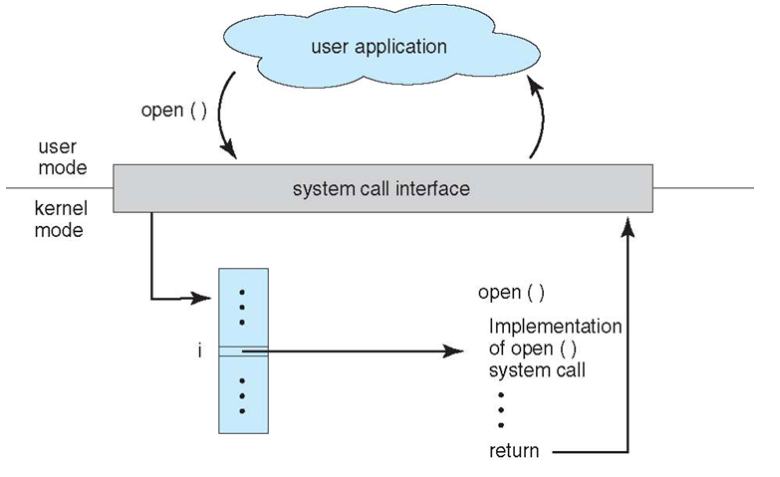 user application
open ( )
user
mode
system call interface
kernel
mode
open ( )
i
Implementation
of open ( )
system call
return